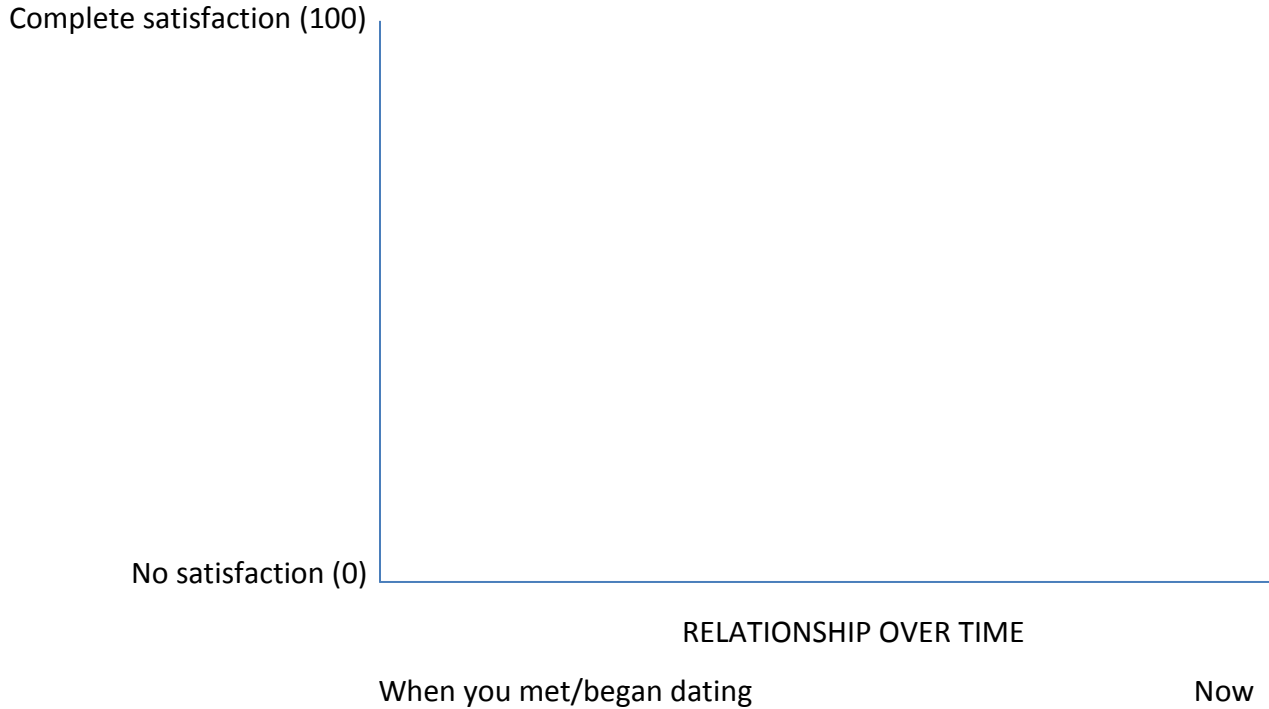 Complete satisfaction (100)
No satisfaction (0)
RELATIONSHIP OVER TIME
When you met/began dating Now